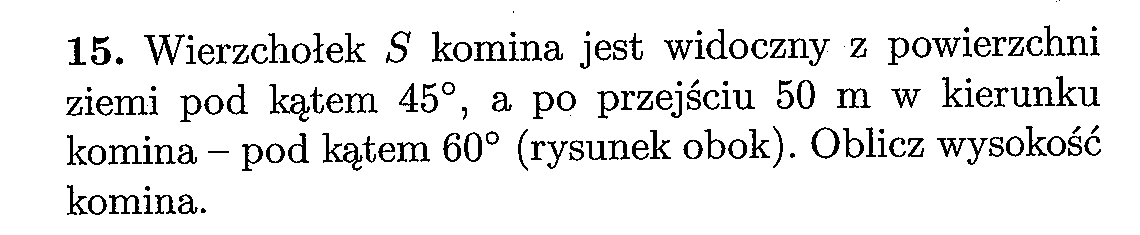 15. Wierzchołek S komina jest widoczny z powierzchni
ziemi pod kątem 45°, a po przejściu 50 m w kierunku
komina – pod kątem 60° (rysunek obok). Oblicz wysokość
komina.